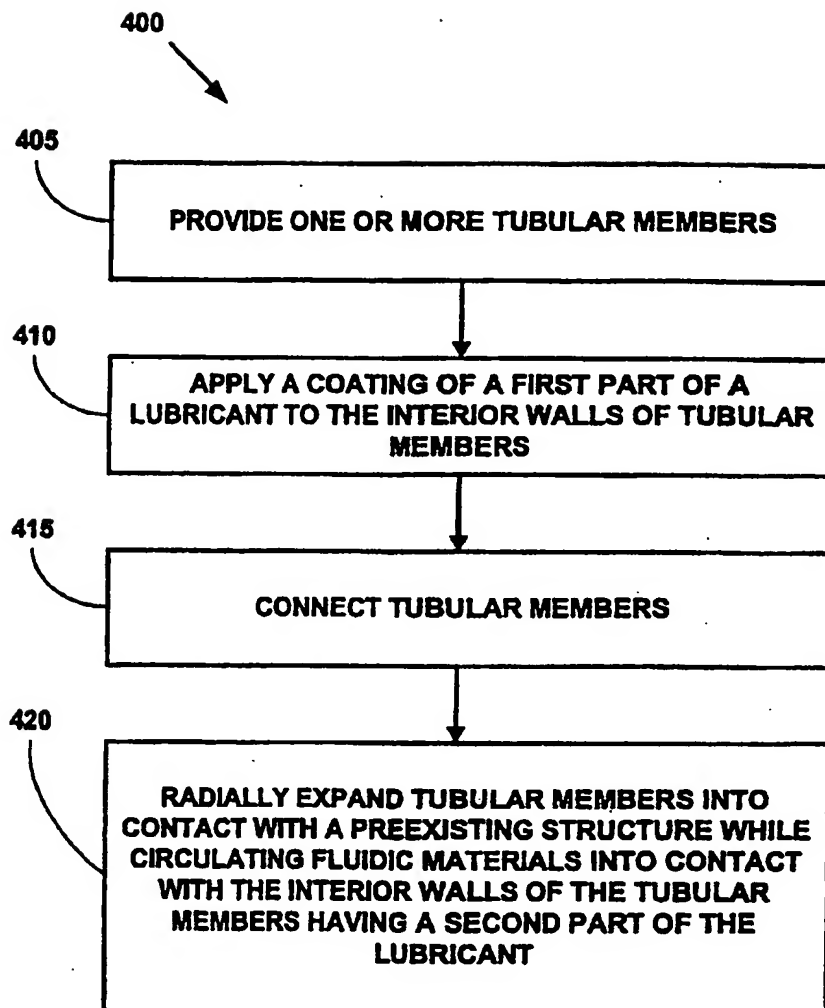 400
405
PROVIDE ONE OR MORE TUBULAR MEMBERS
410
APPLY A COATING OF A FIRST PART OF A
LUBRICANT TO THE INTERIOR WALLS OF TUBULAR
MEMBERS
415
CONNECT TUBULAR MEMBERS
420
RADIALLY EXPAND TUBULAR MEMBERS INTO
CONTACT WITH A PREEXISTING STRUCTURE WHILE
CIRCULATING FLUIDIC MATERIALS INTO CONTACT
WITH THE INTERIOR WALLS OF THE TUBULAR
MEMBERS HAVING A SECOND PART OF THE
LUBRICANT